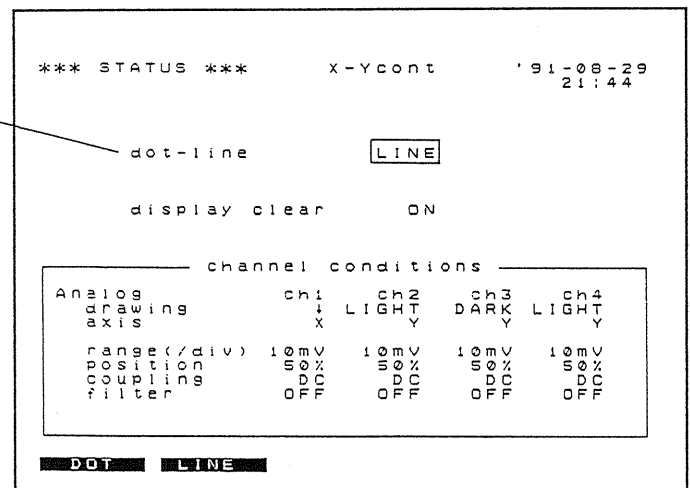 *** STATUS *** X-Ycont '91-08-29
21:44
dot-line LINE
display clear ON
channel conditions
Analog ch1 ch2 ch3 ch4
drawing ↓ LIGHT DARK LIGHT
axis X Y Y Y
range(/div) 10mV 10mV 10mV 10mV
position 50% 50% 50% 50%
coupling DC DC DC DC
filter OFF OFF OFF OFF
DOT LINE